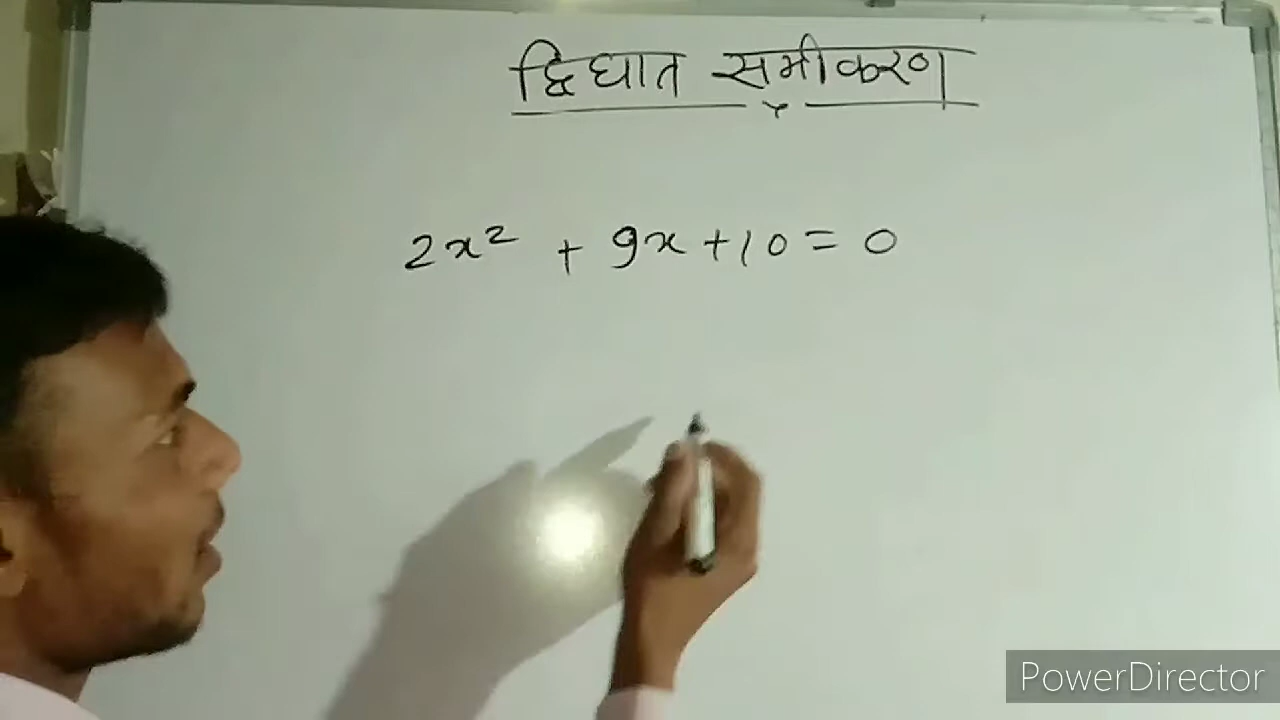 द्विघात समीकरण
2x² + 9x + 10 = 0
PowerDirector